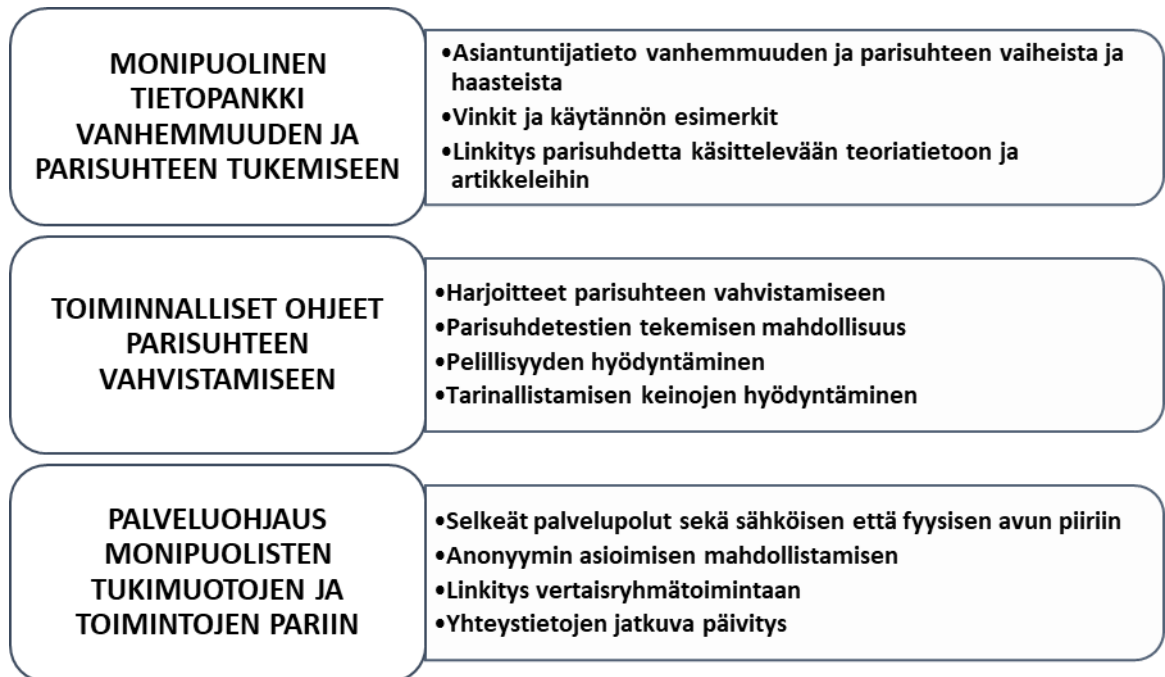 MONIPUOLINEN
TIETOPANKKI
VANHEMMUUDEN JA
PARISUHTEEN TUKEMISEEN
•Asiantuntijatieto vanhemmuuden ja parisuhteen vaiheista ja
haasteista
•Vinkit ja käytännön esimerkit
•Linkitys parisuhdetta käsittelevään teoriatietoon ja
artikkeleihin
TOIMINNALLISET OHJEET
PARISUHTEEN
VAHVISTAMISEEN
•Harjoitteet parisuhteen vahvistamiseen
•Parisuhdetestien tekemisen mahdollisuus
•Pelillisyyden hyödyntäminen
•Tarinallistamisen keinojen hyödyntäminen
PALVELUOHJAUS
MONIPUOLISTEN
TUKIMUOTOJEN JA
TOIMINTOJEN PARIIN
•Selkeät palvelupolut sekä sähköisen että fyysisen avun piiriin
•Anonyymin asioimisen mahdollistamisen
•Linkitys vertaisryhmätoimintaan
•Yhteystietojen jatkuva päivitys